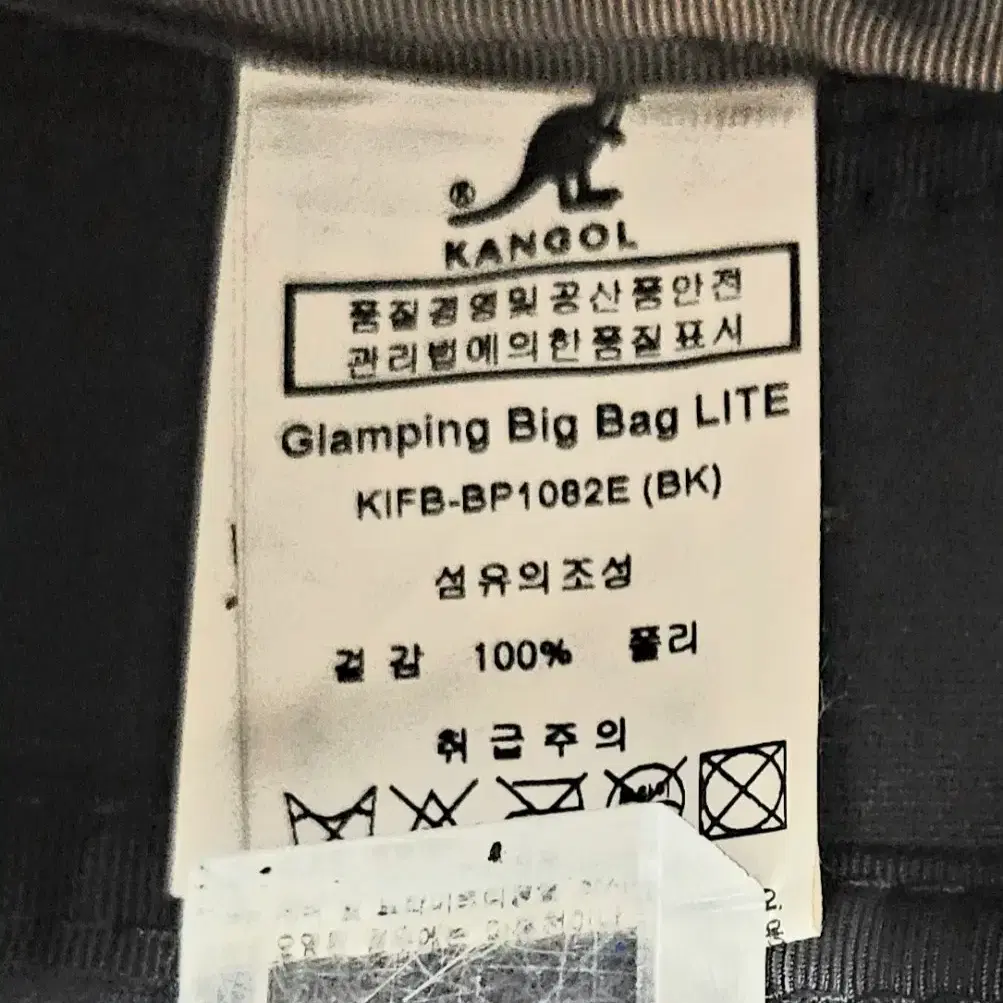 ®
KANGOL
품질경영및공산품안전
관리법에의한품질표시
Glamping Big Bag LITE
KIFB-BP1082E (BK)
섬유의조성
겉감 100% 폴리
취급주의
2.